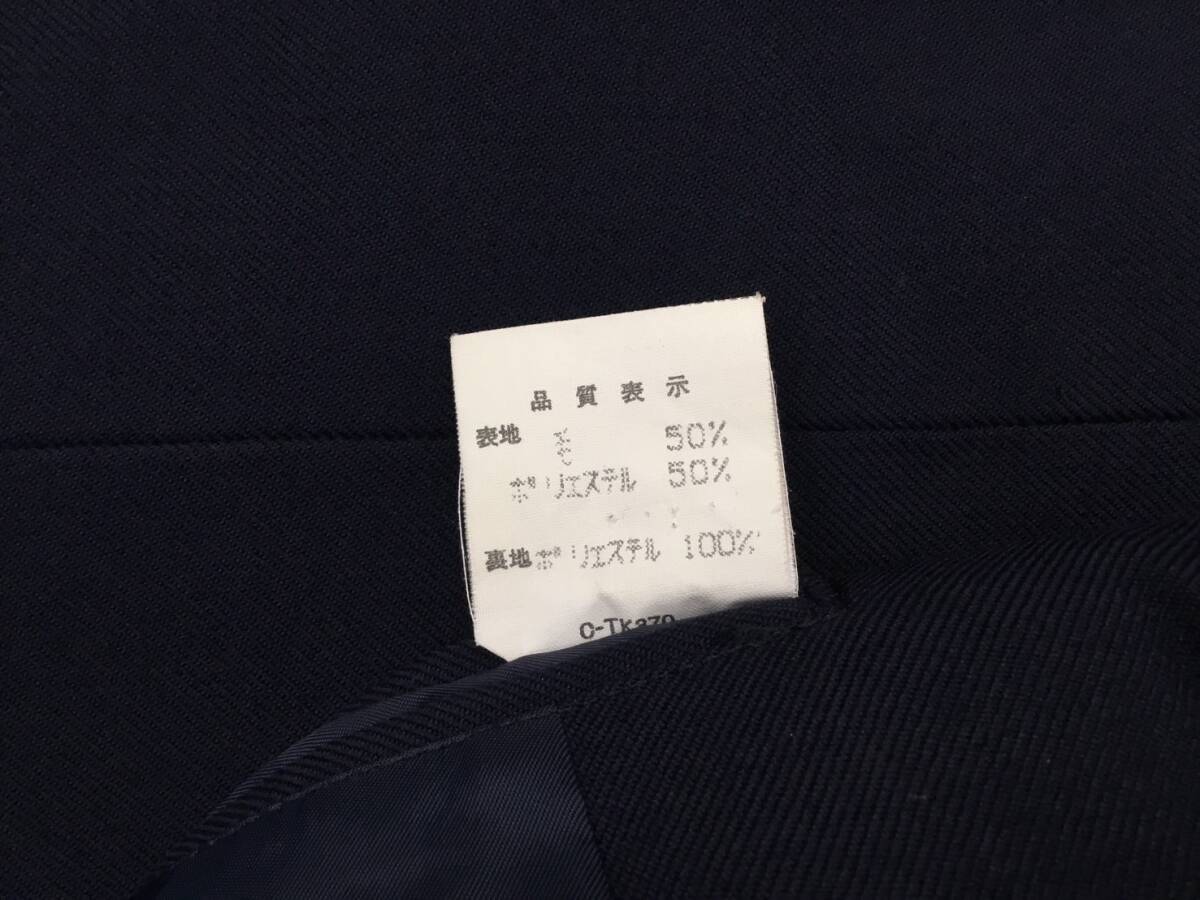 品質表示
表地 毛 50%
ポリエステル 50%
裏地 ポリエステル 100%